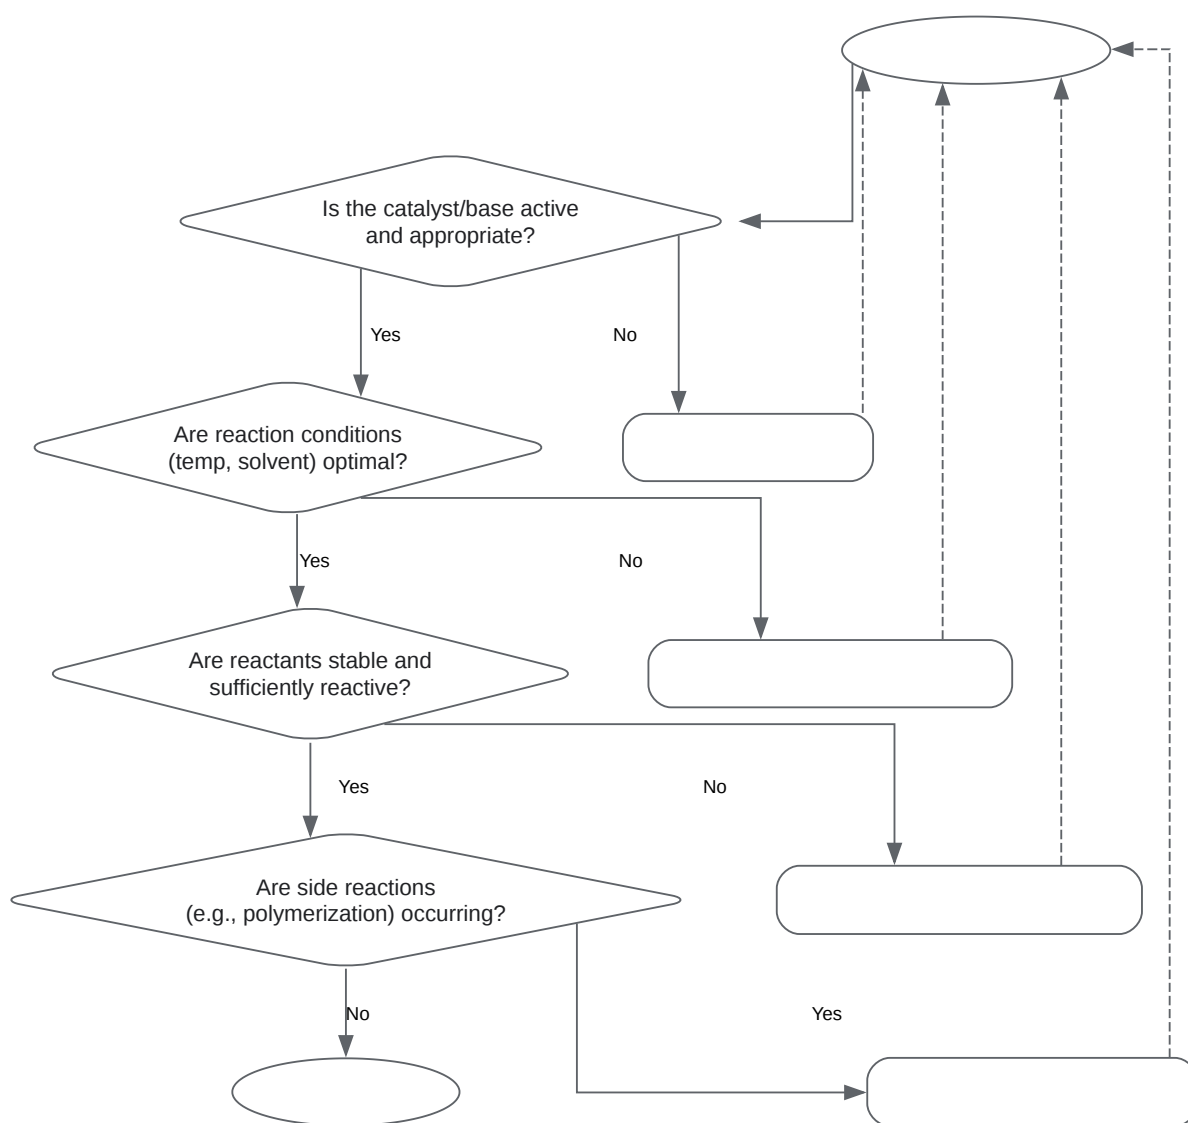 Is the catalyst/base active
and appropriate?
Yes
No
Are reaction conditions
(temp, solvent) optimal?
Yes
No
Are reactants stable and
sufficiently reactive?
Yes
No
Are side reactions
(e.g., polymerization) occurring?
No
Yes